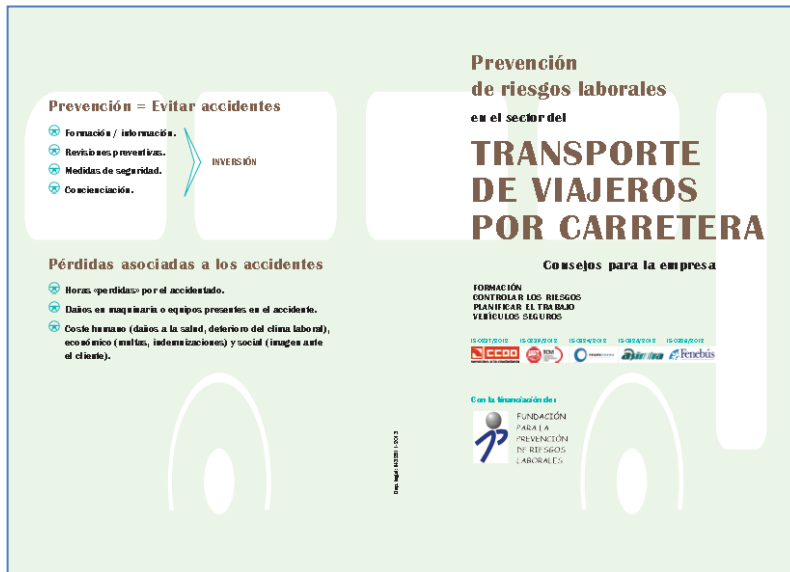 Prevención = Evitar accidentes
Formación / información.
Revisiones preventivas.
Medidas de seguridad.
Concienciación.
INVERSIÓN
Pérdidas asociadas a los accidentes
Horas «perdidas» por el accidentado.
Daños en maquinaria o equipos presentes en el accidente.
Coste humano (daños a la salud, deterioro del clima laboral),
económico (multas, indemnizaciones) y social (imagen ante
el cliente).
Prevención
de riesgos laborales
en el sector del
TRANSPORTE
DE VIAJEROS
POR CARRETERA
Consejos para la empresa
FORMACIÓN
CONTROLAR LOS RIESGOS
PLANIFICAR EL TRABAJO
VEHÍCULOS SEGUROS
CCOO
asintra
Fenebús
Con la financiación de:
FUNDACIÓN
PARA LA
PREVENCIÓN
DE RIESGOS
LABORALES